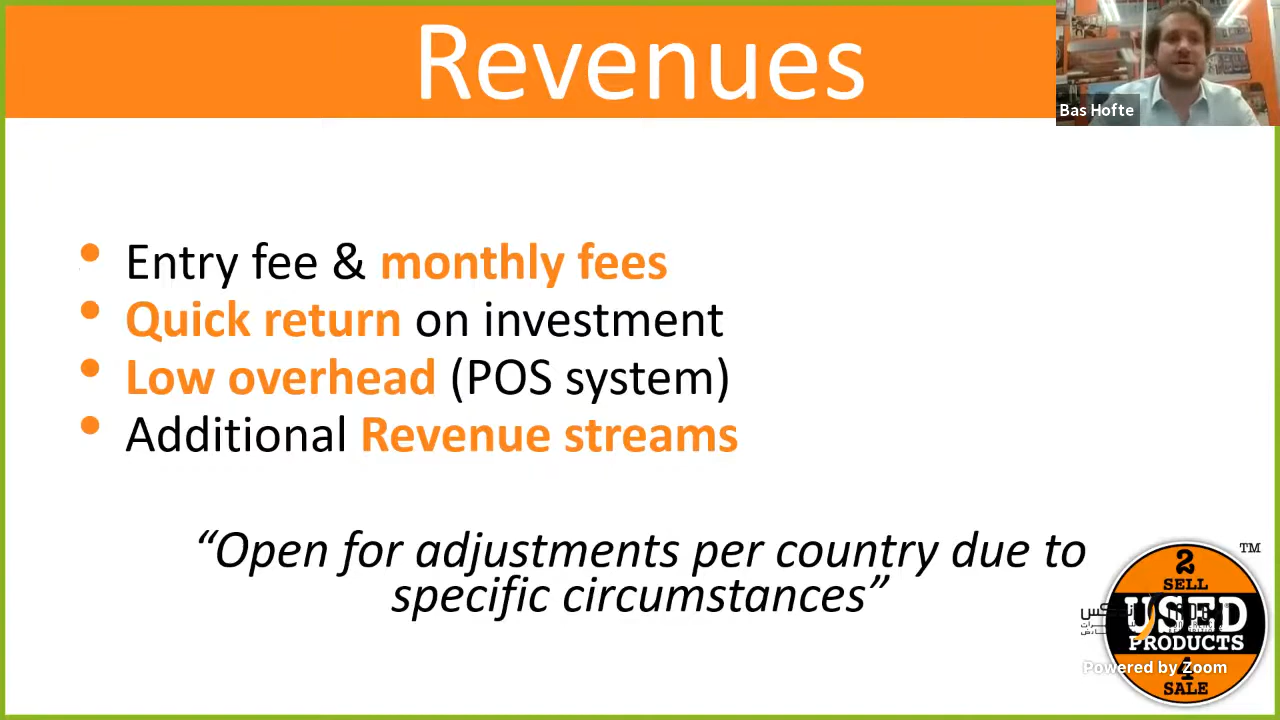 Revenues
Bas Hofte
• Entry fee & monthly fees
• Quick return on investment
• Low overhead (POS system)
• Additional Revenue streams
“Open for adjustments per country due to
specific circumstances”
TM
2
SELL
USED
PRODUCTS
Powered by Zoom
4
SALE